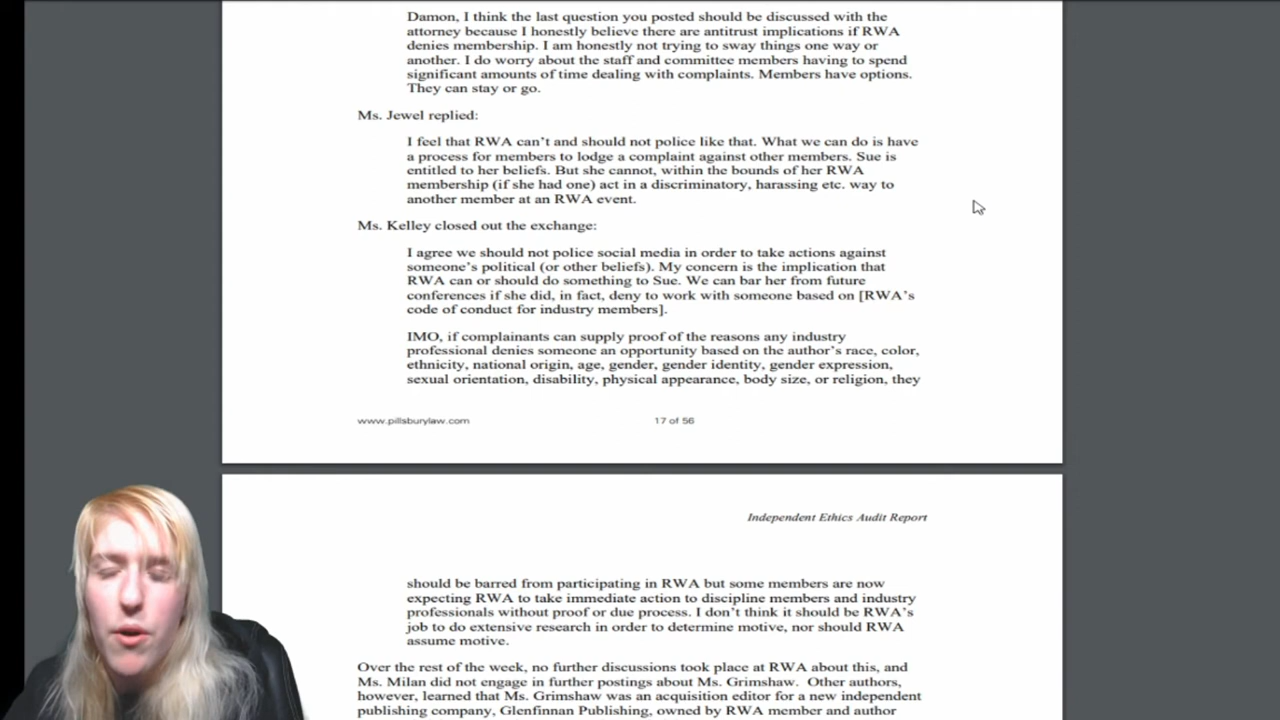 Damon, I think the last question you posted should be discussed with the
attorney because I honestly believe there are antitrust implications if RWA
denies membership. I am honestly not trying to sway things one way or
another. I do worry about the staff and committee members having to spend
significant amounts of time dealing with complaints. Members have options.
They can stay or go.
Ms. Jewel replied:
I feel that RWA can't and should not police like that. What we can do is have
a process for members to lodge a complaint against other members. Sue is
entitled to her beliefs. But she cannot, within the bounds of her RWA
membership (if she had one) act in a discriminatory, harassing etc. way to
another member at an RWA event.
Ms. Kelley closed out the exchange:
I agree we should not police social media in order to take actions against
someone's political (or other beliefs). My concern is the implication that
RWA can or should do something to Sue. We can bar her from future
conferences if she did, in fact, deny to work with someone based on [RWA's
code of conduct for industry members].
IMO, if complainants can supply proof of the reasons any industry
professional denies someone an opportunity based on the author's race, color,
ethnicity, national origin, age, gender, gender identity, gender expression,
sexual orientation, disability, physical appearance, body size, or religion, they
www.pillsburylaw.com 17 of 56
Independent Ethics Audit Report
should be barred from participating in RWA but some members are now
expecting RWA to take immediate action to discipline members and industry
professionals without proof or due process. I don't think it should be RWA's
job to do extensive research in order to determine motive, nor should RWA
assume motive.
Over the rest of the week, no further discussions took place at RWA about this, and
Ms. Milan did not engage in further postings about Ms. Grimshaw. Other authors,
however, learned that Ms. Grimshaw was an acquisition editor for a new independent
publishing company, Glenfinnan Publishing, owned by RWA member and author